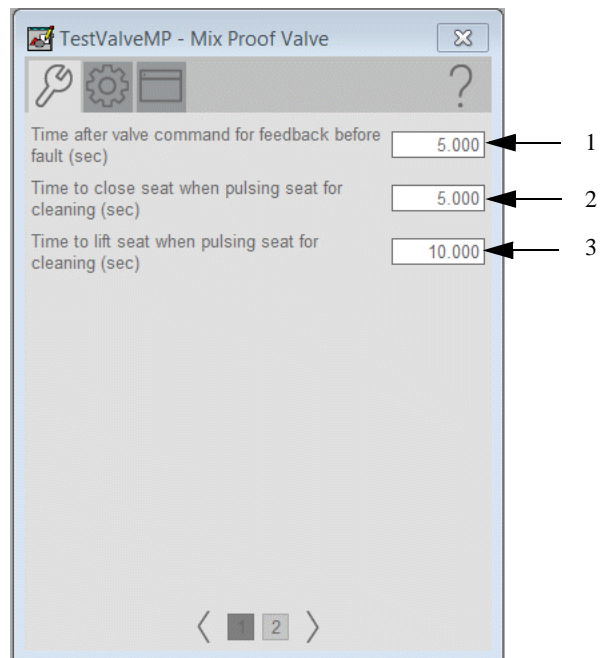 TestValveMP - Mix Proof Valve
?
Time after valve command for feedback before
fault (sec)
5.000
1
Time to close seat when pulsing seat for
cleaning (sec)
5.000
2
Time to lift seat when pulsing seat for
cleaning (sec)
10.000
3
1 2